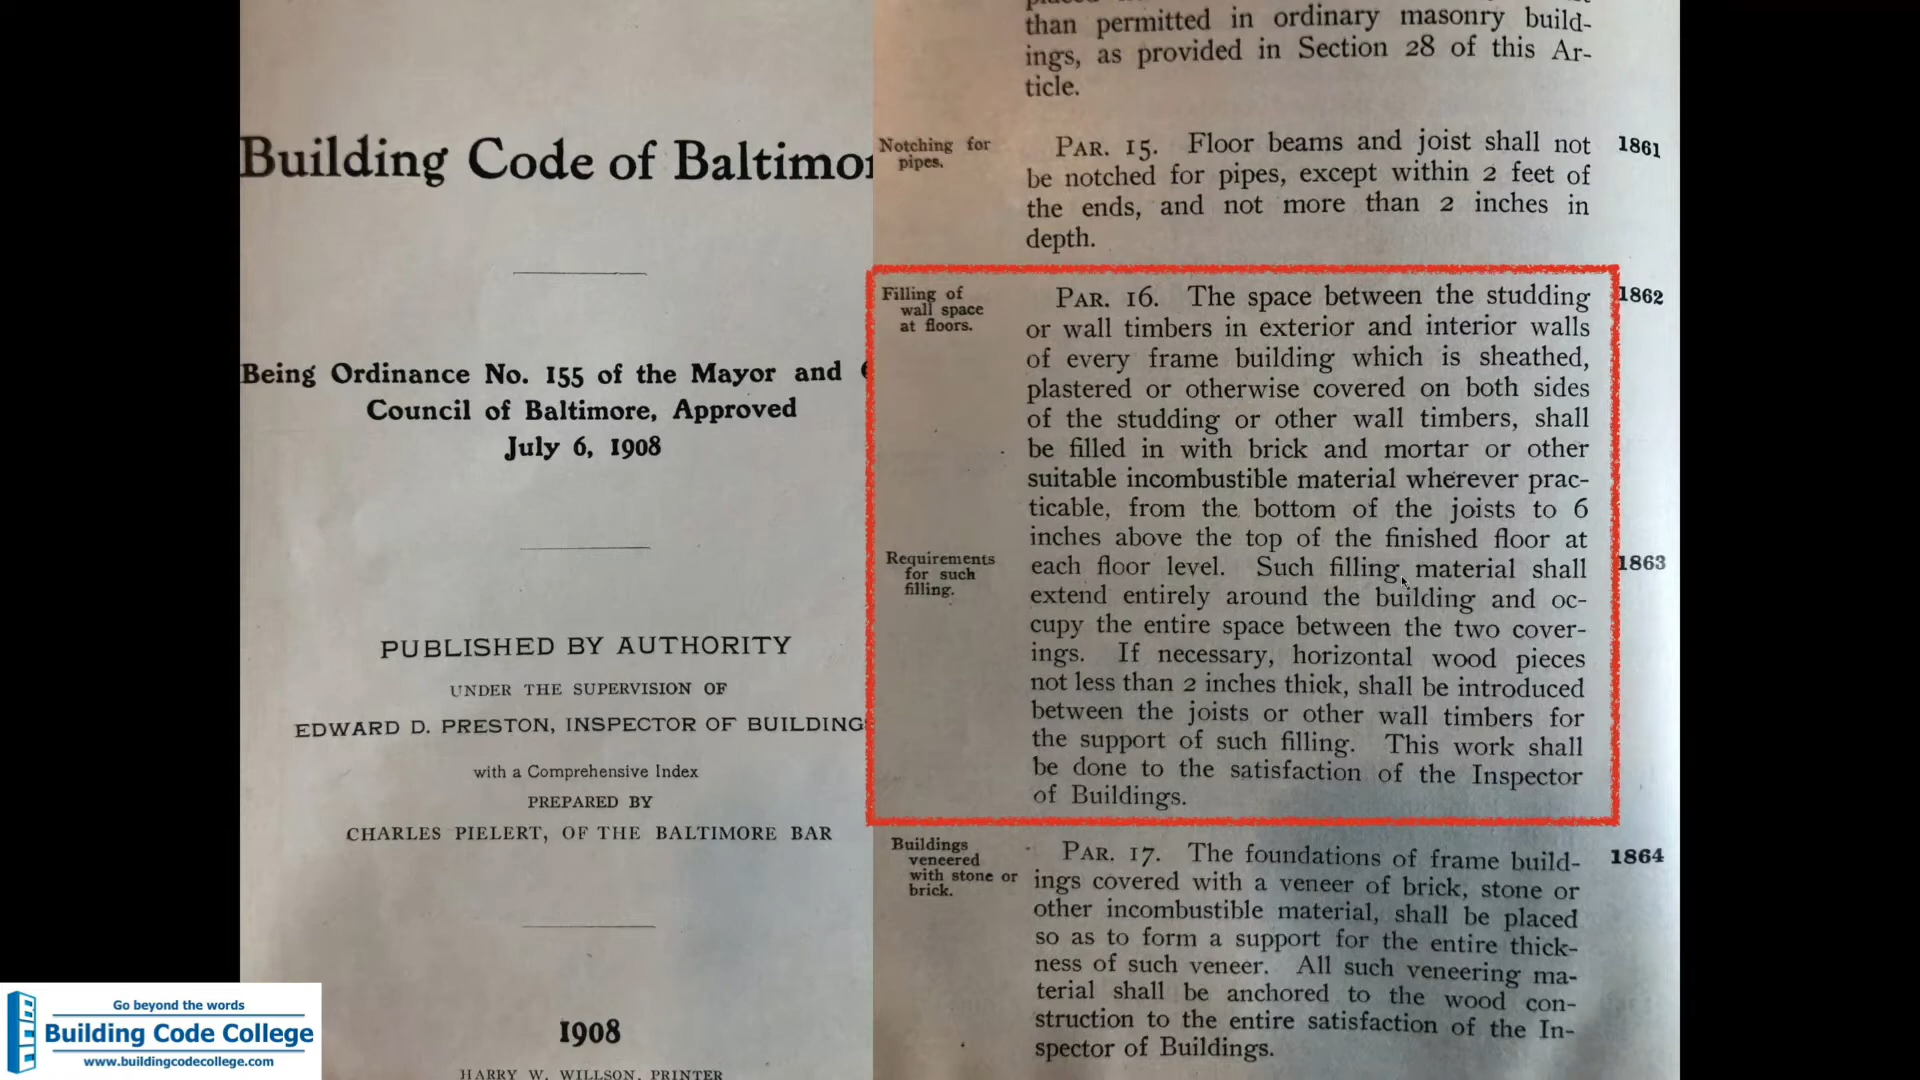 Building Code of Baltimor
Being Ordinance No. 155 of the Mayor and
Council of Baltimore, Approved
July 6, 1908
PUBLISHED BY AUTHORITY
UNDER THE SUPERVISION OF
EDWARD D. PRESTON, INSPECTOR OF BUILDING
with a Comprehensive Index
PREPARED BY
CHARLES PIELERT, OF THE BALTIMORE BAR
1908
HARRY W. WILLSON, PRINTER
than permitted in ordinary masonry build-
ings, as provided in Section 28 of this Ar-
ticle.
Notching for
pipes.
PAR. 15. Floor beams and joist shall not
1861
be notched for pipes, except within 2 feet of
the ends, and not more than 2 inches in
depth.
Filling of
wall space
at floors.
PAR. 16. The space between the studding
1862
or wall timbers in exterior and interior walls
of every frame building which is sheathed,
plastered or otherwise covered on both sides
of the studding or other wall timbers, shall
be filled in with brick and mortar or other
suitable incombustible material wherever prac-
ticable, from the bottom of the joists to 6
inches above the top of the finished floor at
Requirements
for such
filling.
each floor level. Such filling material shall
1863
extend entirely around the building and oc-
cupy the entire space between the two cover-
ings. If necessary, horizontal wood pieces
not less than 2 inches thick, shall be introduced
between the joists or other wall timbers for
the support of such filling. This work shall
be done to the satisfaction of the Inspector
of Buildings.
Buildings
veneered
with stone or
brick.
PAR. 17. The foundations of frame build-
1864
ings covered with a veneer of brick, stone or
other incombustible material, shall be placed
so as to form a support for the entire thick-
ness of such veneer. All such veneering ma-
terial shall be anchored to the wood con-
struction to the entire satisfaction of the In-
spector of Buildings.
Go beyond the words
Building Code College
www.buildingcodecollege.com
BCC